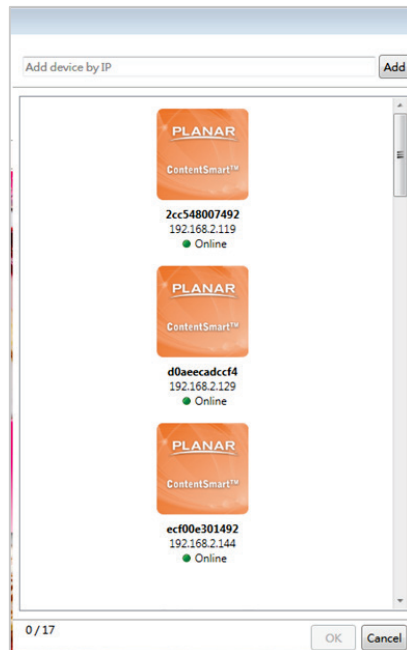 Add device by IP
Add
PLANAR
ContentSmart™
2cc548007492
192.168.2.119
Online
PLANAR
ContentSmart™
d0aeecadccf4
192.168.2.129
Online
PLANAR
ContentSmart™
ecf00e301492
192.168.2.144
Online
0 / 17
OK
Cancel